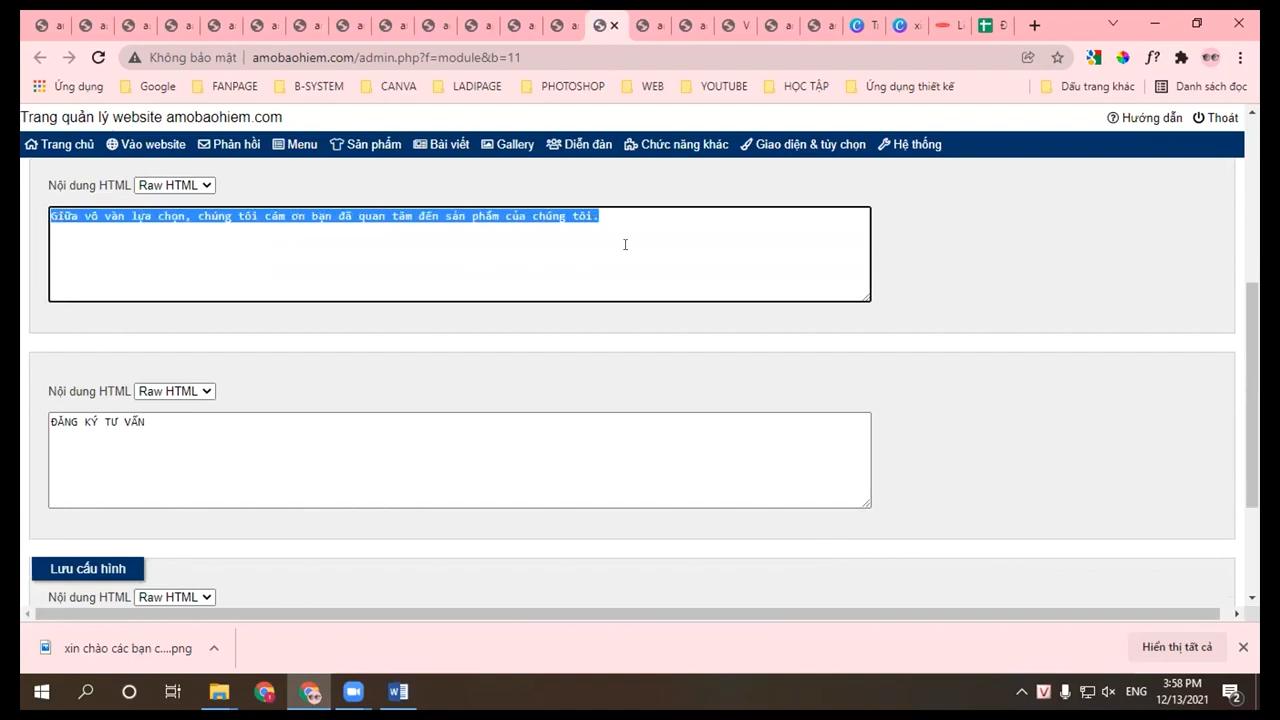 Không bảo mật
amobaohiem.com/admin.php?f=module&b=11
Ứng dụng
Google
FANPAGE
B-SYSTEM
CANVA
LADIPAGE
PHOTOSHOP
WEB
YOUTUBE
HỌC TẬP
Ứng dụng thiết kế
Dấu trang khác
Danh sách đọc
Trang quản lý website amobaohiem.com
Hướng dẫn
Thoát
Trang chủ
Vào website
Phản hồi
Menu
Sản phẩm
Bài viết
Gallery
Diễn đàn
Chức năng khác
Giao diện & tùy chọn
Hệ thống
Nội dung HTML Raw HTML
Giữa vô vàn lựa chọn, chúng tôi cảm ơn bạn đã quan tâm đến sản phẩm của chúng tôi.
Nội dung HTML Raw HTML
ĐĂNG KÝ TƯ VẤN
Lưu cấu hình
Nội dung HTML Raw HTML
xin chào các bạn c....png
Hiển thị tất cả
ENG
3:58 PM
12/13/2021
2